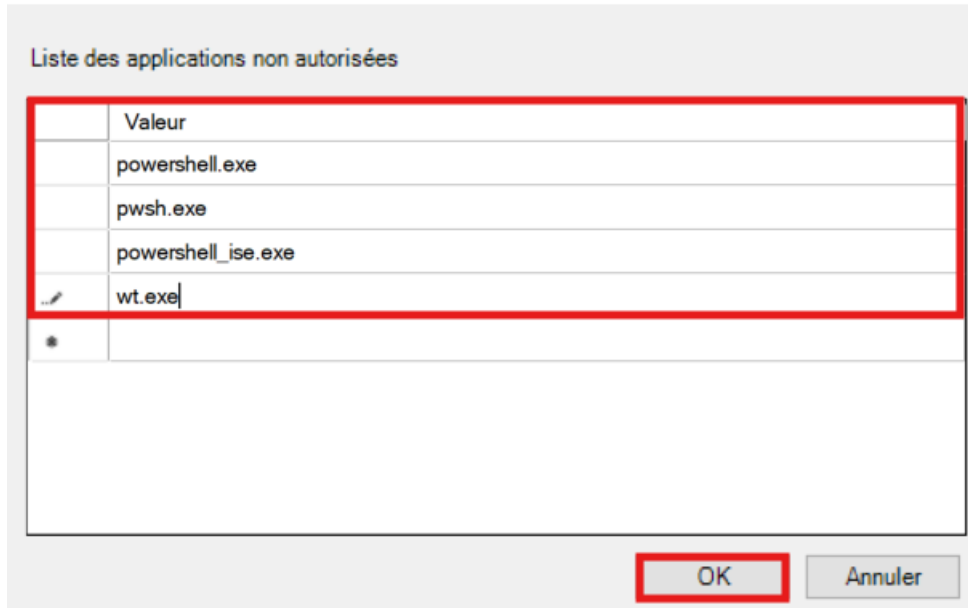 Liste des applications non autorisées
Valeur
powershell.exe
pwsh.exe
powershell_ise.exe
wt.exe
OK
Annuler